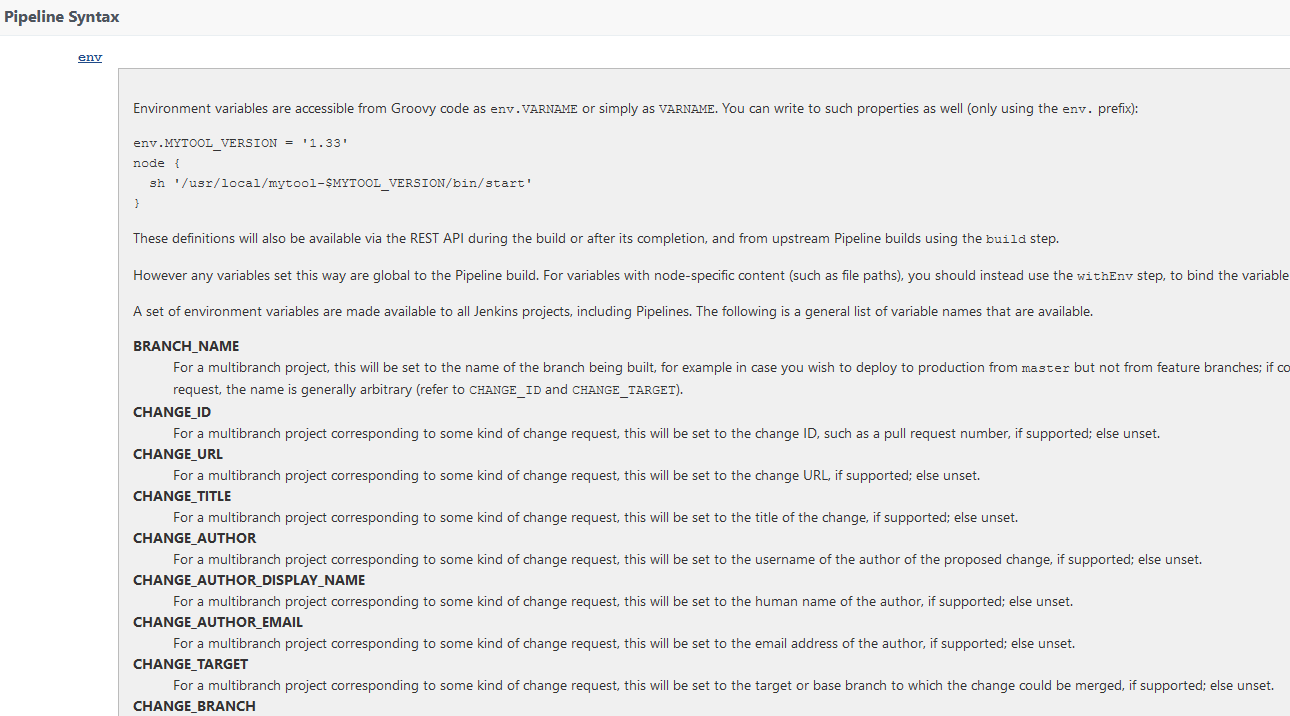 Pipeline Syntax
env
Environment variables are accessible from Groovy code as env.VARNAME or simply as VARNAME. You can write to such properties as well (only using the env. prefix):
env.MYTOOL_VERSION = '1.33'
node {
  sh '/usr/local/mytool-$MYTOOL_VERSION/bin/start'
}
These definitions will also be available via the REST API during the build or after its completion, and from upstream Pipeline builds using the build step.
However any variables set this way are global to the Pipeline build. For variables with node-specific content (such as file paths), you should instead use the withEnv step, to bind the variable
A set of environment variables are made available to all Jenkins projects, including Pipelines. The following is a general list of variable names that are available.
BRANCH_NAME
For a multibranch project, this will be set to the name of the branch being built, for example in case you wish to deploy to production from master but not from feature branches; if co
request, the name is generally arbitrary (refer to CHANGE_ID and CHANGE_TARGET).
CHANGE_ID
For a multibranch project corresponding to some kind of change request, this will be set to the change ID, such as a pull request number, if supported; else unset.
CHANGE_URL
For a multibranch project corresponding to some kind of change request, this will be set to the change URL, if supported; else unset.
CHANGE_TITLE
For a multibranch project corresponding to some kind of change request, this will be set to the title of the change, if supported; else unset.
CHANGE_AUTHOR
For a multibranch project corresponding to some kind of change request, this will be set to the username of the author of the proposed change, if supported; else unset.
CHANGE_AUTHOR_DISPLAY_NAME
For a multibranch project corresponding to some kind of change request, this will be set to the human name of the author, if supported; else unset.
CHANGE_AUTHOR_EMAIL
For a multibranch project corresponding to some kind of change request, this will be set to the email address of the author, if supported; else unset.
CHANGE_TARGET
For a multibranch project corresponding to some kind of change request, this will be set to the target or base branch to which the change could be merged, if supported; else unset.
CHANGE_BRANCH